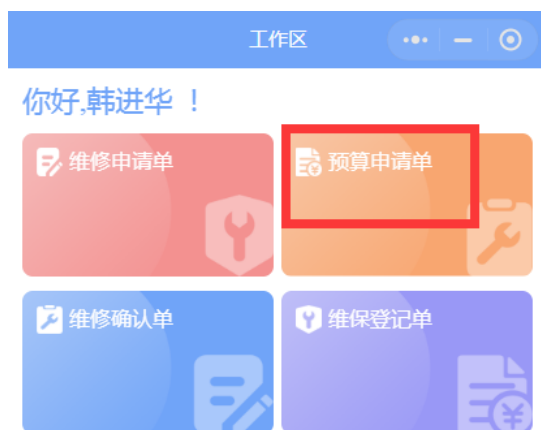 工作区
你好,韩进华 ！
维修申请单
预算申请单
维修确认单
维保登记单